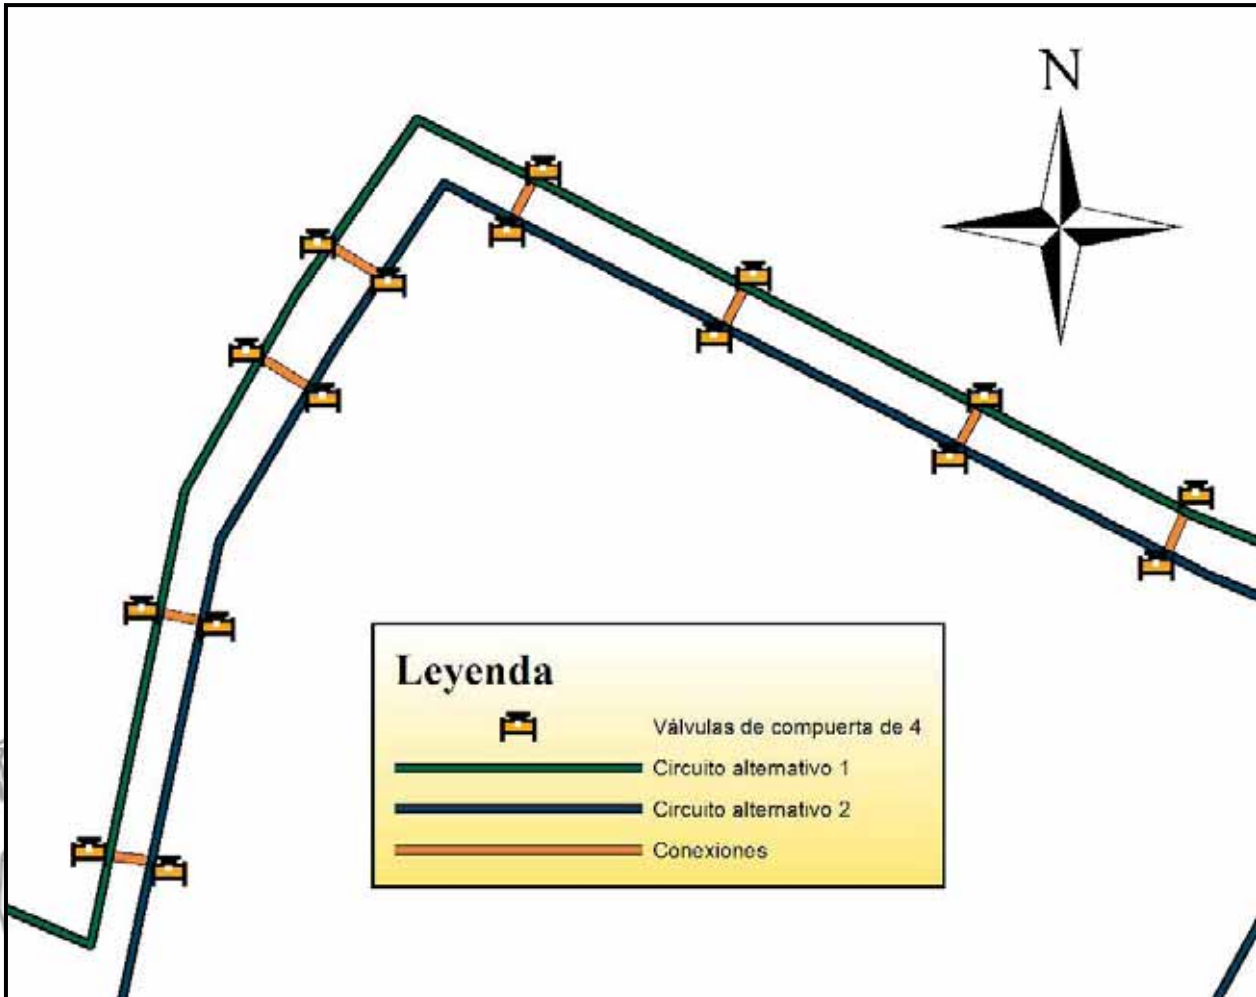 N
Leyenda
Válvulas de compuerta de 4
Circuito alternativo 1
Circuito alternativo 2
Conexiones